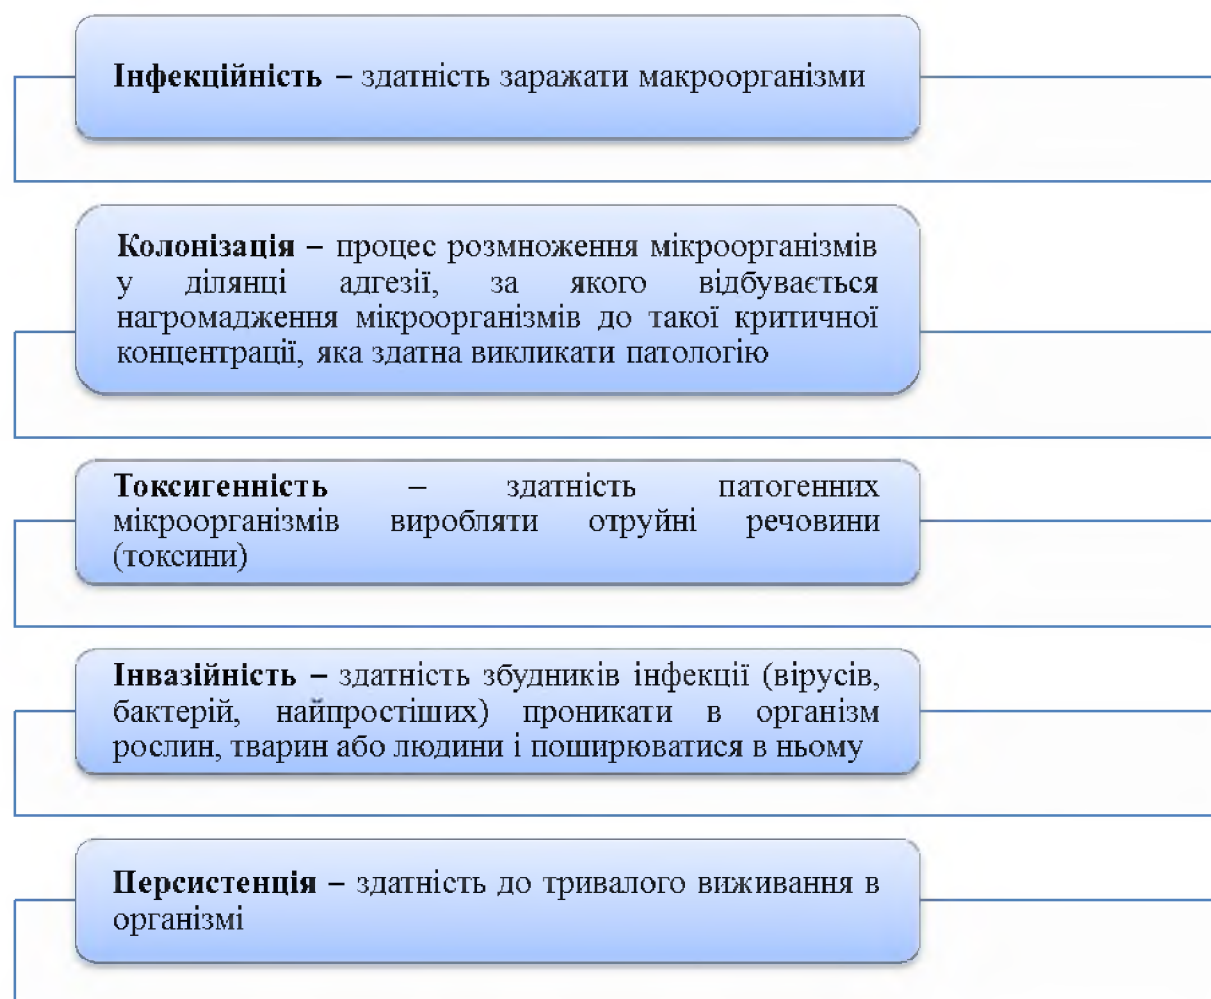 Інфекційність – здатність заражати макроорганізми
Колонізація – процес розмноження мікроорганізмів
у ділянці адгезії, за якого відбувається
нагромадження мікроорганізмів до такої критичної
концентрації, яка здатна викликати патологію
Токсигенність – здатність патогенних
мікроорганізмів виробляти отруйні речовини
(токсини)
Інвазійність – здатність збудників інфекції (вірусів,
бактерій, найпростіших) проникати в організм
рослин, тварин або людини і поширюватися в ньому
Персистенція – здатність до тривалого виживання в
організмі